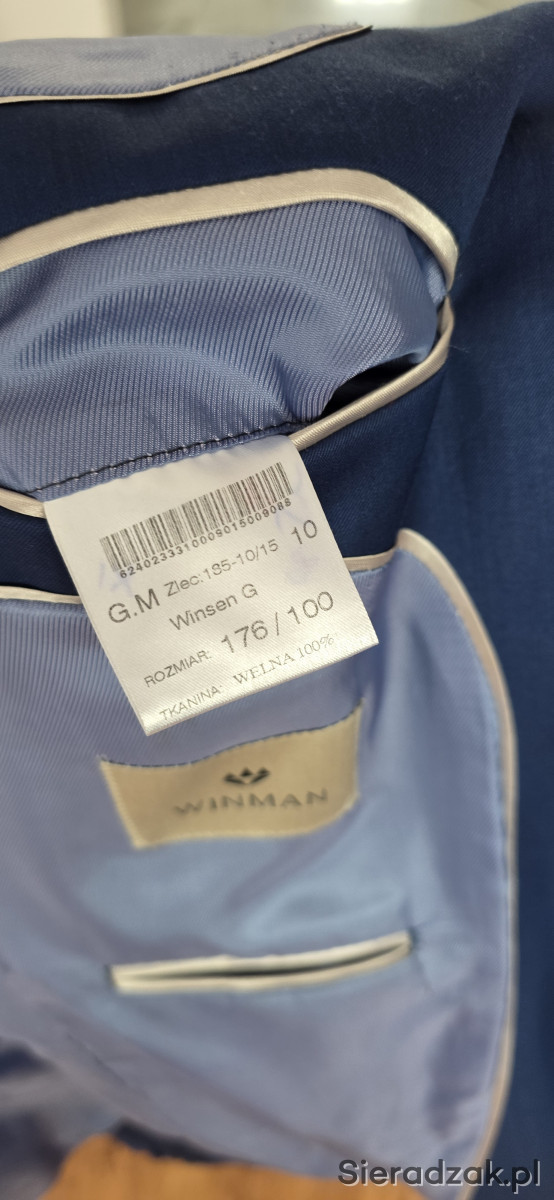 6240233310009015009088
G.M Zlec:185-10/15 10
Winsen G
ROZMIAR: 176/100
TKANINA: WEŁNA 100%
WINMAN
Sieradzak.pl